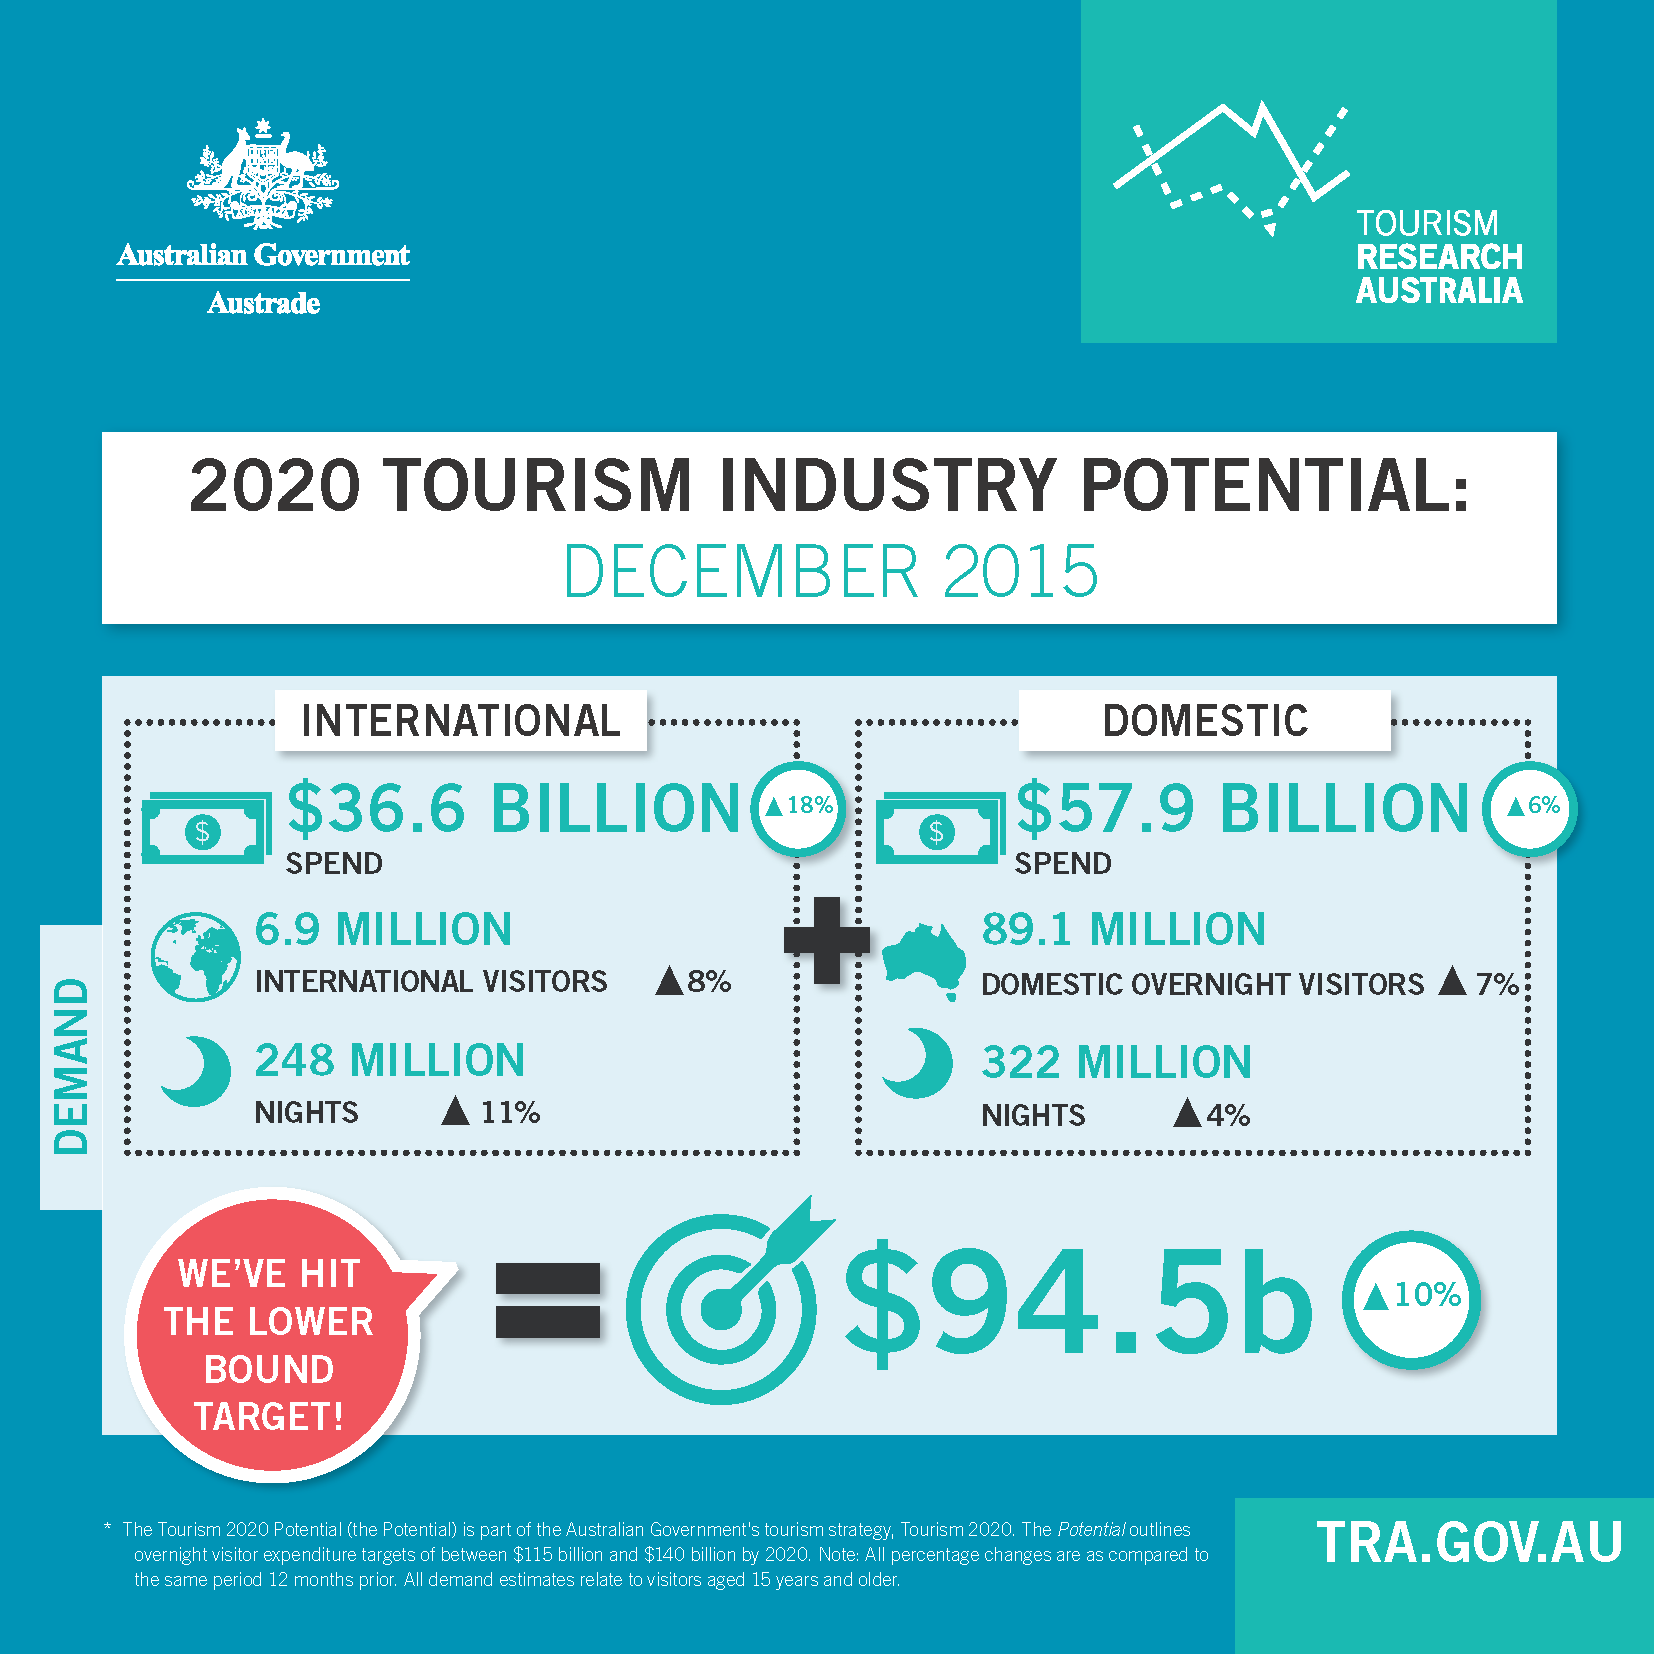 Australian Government
Austrade
TOURISM
RESEARCH
AUSTRALIA
2020 TOURISM INDUSTRY POTENTIAL:
DECEMBER 2015
DEMAND
INTERNATIONAL
$
$36.6 BILLION
▲18%
SPEND
6.9 MILLION
INTERNATIONAL VISITORS ▲8%
248 MILLION
NIGHTS ▲ 11%
+
DOMESTIC
$
$57.9 BILLION
▲6%
SPEND
89.1 MILLION
DOMESTIC OVERNIGHT VISITORS ▲ 7%
322 MILLION
NIGHTS ▲4%
WE'VE HIT
THE LOWER
BOUND
TARGET!
=
$94.5b
▲10%
* The Tourism 2020 Potential (the Potential) is part of the Australian Government's tourism strategy, Tourism 2020. The Potential outlines
overnight visitor expenditure targets of between $115 billion and $140 billion by 2020. Note: All percentage changes are as compared to
the same period 12 months prior. All demand estimates relate to visitors aged 15 years and older.
TRA.GOV.AU